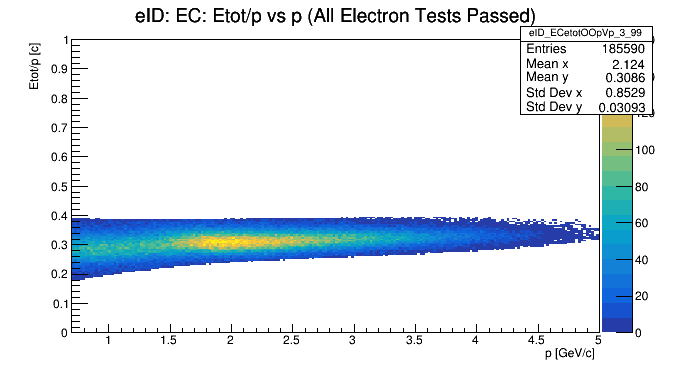 eID: EC: Etot/p vs p (All Electron Tests Passed)
eID_ECetotOOpVp_3_99
Entries 185590
Mean x 2.124
Mean y 0.3086
Std Dev x 0.8529
Std Dev y 0.03093
Etot/p [c]
1
0.9
0.8
0.7
0.6
0.5
0.4
0.3
0.2
0.1
0
1 1.5 2 2.5 3 3.5 4 4.5 5
p [GeV/c]
100
80
60
40
20
0